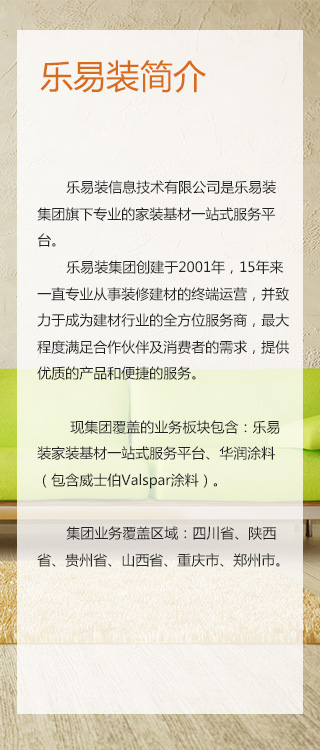 乐易装简介
乐易装信息技术有限公司是乐易装
集团旗下专业的家装基材一站式服务平
台。
乐易装集团创建于2001年，15年来
一直专业从事装修建材的终端运营，并致
力于成为建材行业的全方位服务商，最大
程度满足合作伙伴及消费者的需求，提供
优质的产品和便捷的服务。
现集团覆盖的业务板块包含：乐易
装家装基材一站式服务平台、华润涂料
（包含威士伯Valspar涂料）。
集团业务覆盖区域：四川省、陕西
省、贵州省、山西省、重庆市、郑州市。